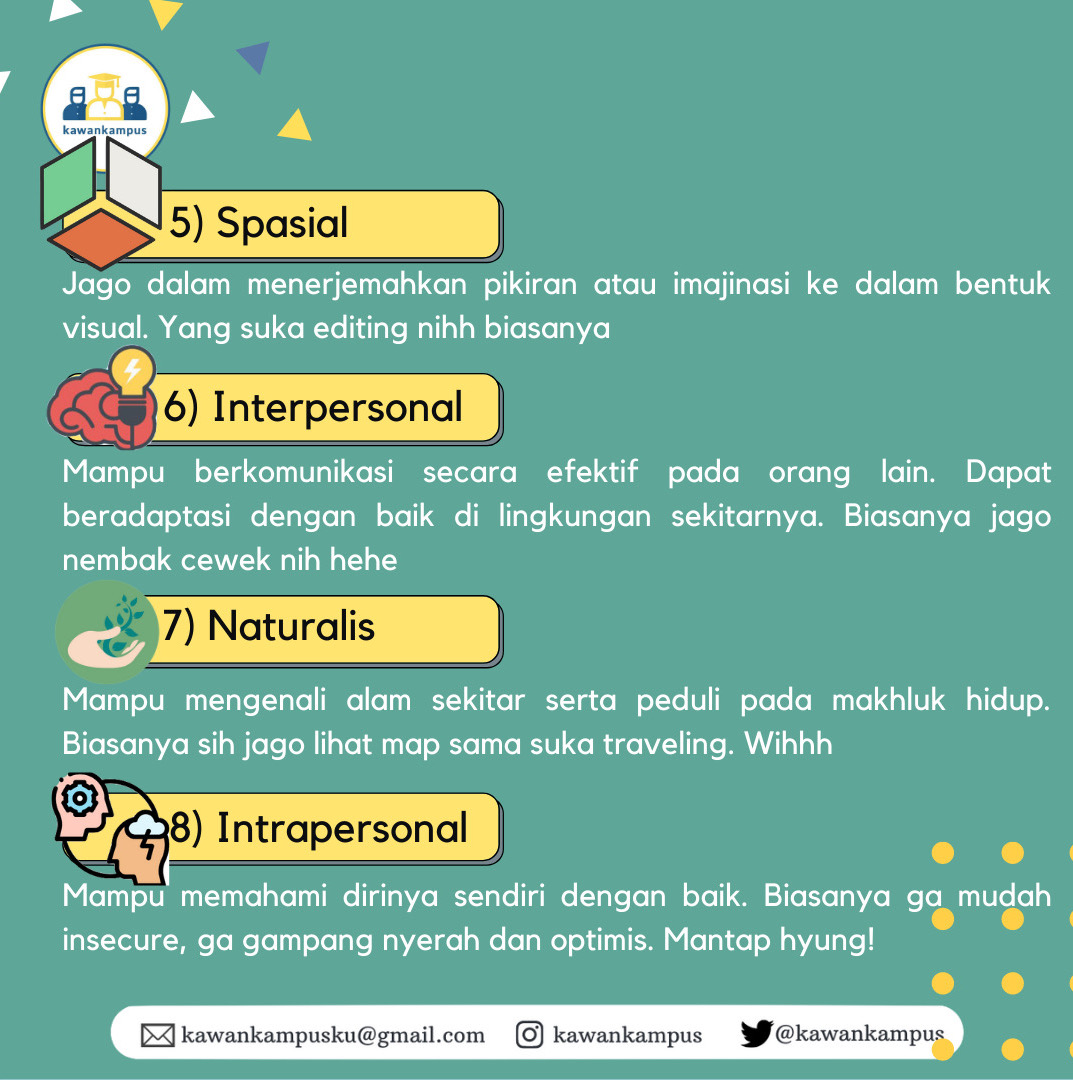 kawankampus
5) Spasial
Jago dalam menerjemahkan pikiran atau imajinasi ke dalam bentuk
visual. Yang suka editing nihh biasanya
6) Interpersonal
Mampu berkomunikasi secara efektif pada orang lain. Dapat
beradaptasi dengan baik di lingkungan sekitarnya. Biasanya jago
nembak cewek nih hehe
7) Naturalis
Mampu mengenali alam sekitar serta peduli pada makhluk hidup.
Biasanya sih jago lihat map sama suka traveling. Wihhh
8) Intrapersonal
Mampu memahami dirinya sendiri dengan baik. Biasanya ga mudah
insecure, ga gampang nyerah dan optimis. Mantap hyung!
kawankampusku@gmail.com kawankampus @kawankampus